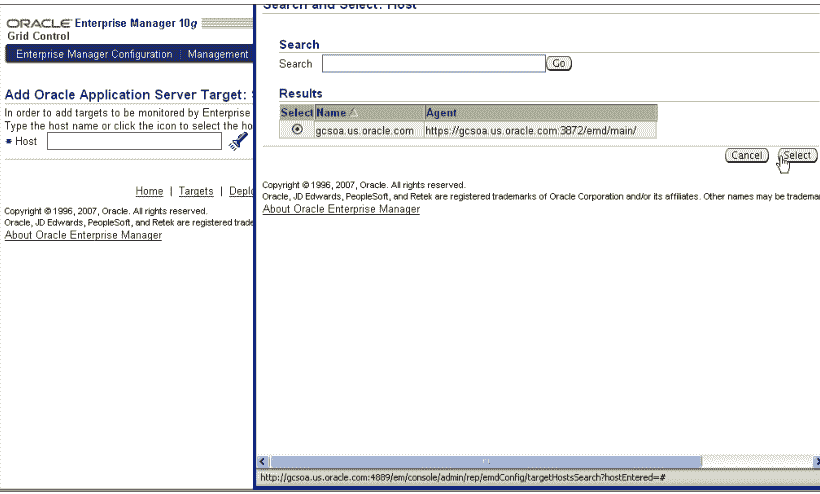 ORACLE Enterprise Manager 10g
Grid Control
Enterprise Manager Configuration | Management
Add Oracle Application Server Target:
In order to add targets to be monitored by Enterprise
Type the host name or click the icon to select the ho
* Host
Home | Targets | Deplo
Copyright © 1996, 2007, Oracle. All rights reserved.
Oracle, JD Edwards, PeopleSoft, and Retek are registered trade
About Oracle Enterprise Manager
Search and Select: Host
Search
Search Go
Results
Select Name Agent
gcsoa.us.oracle.com https://gcsoa.us.oracle.com:3872/emd/main/
Cancel Select
Copyright © 1996, 2007, Oracle. All rights reserved.
Oracle, JD Edwards, PeopleSoft, and Retek are registered trademarks of Oracle Corporation and/or its affiliates. Other names may be tradema
About Oracle Enterprise Manager
http://gcsoa.us.oracle.com:4889/em/console/admin/rep/emdConfig/targetHostsSearch?hostEntered=#